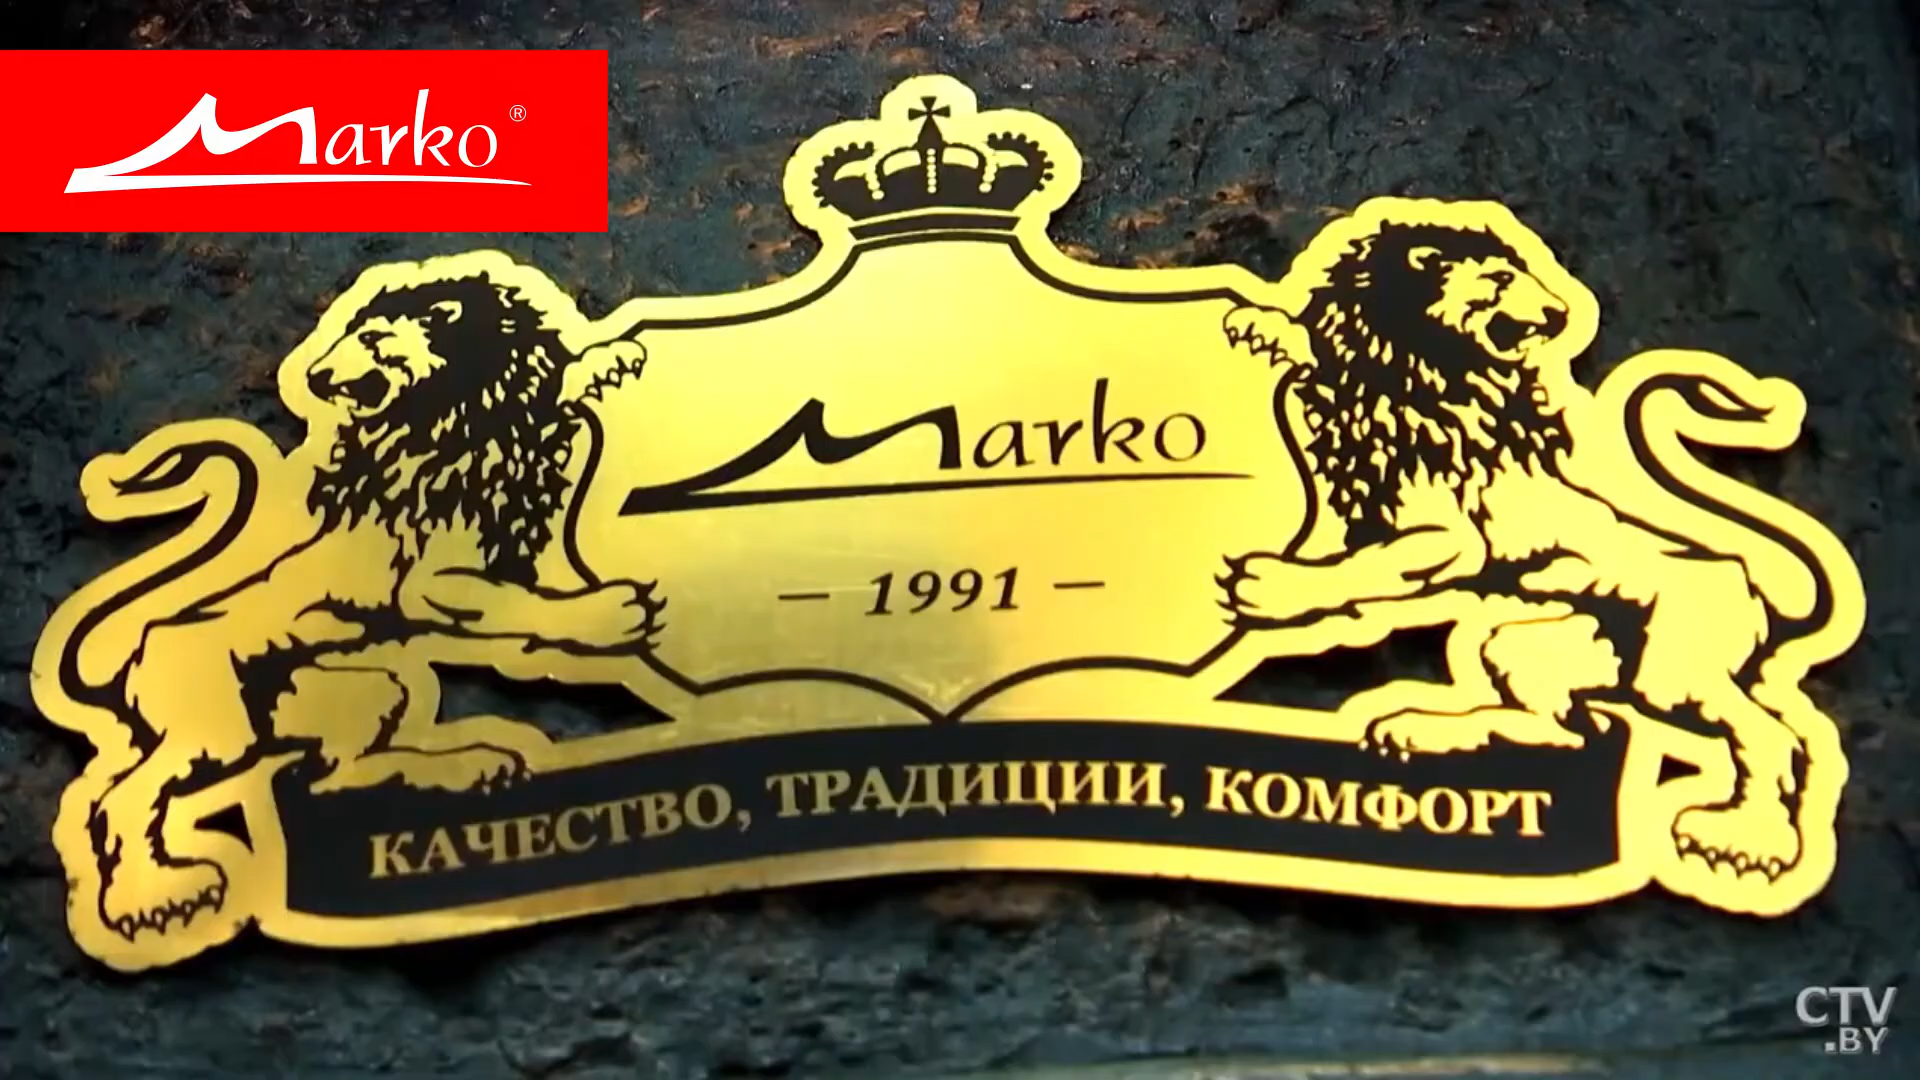 Marko ®
Marko
— 1991 —
КАЧЕСТВО, ТРАДИЦИИ, КОМФОРТ
CTV
.BY